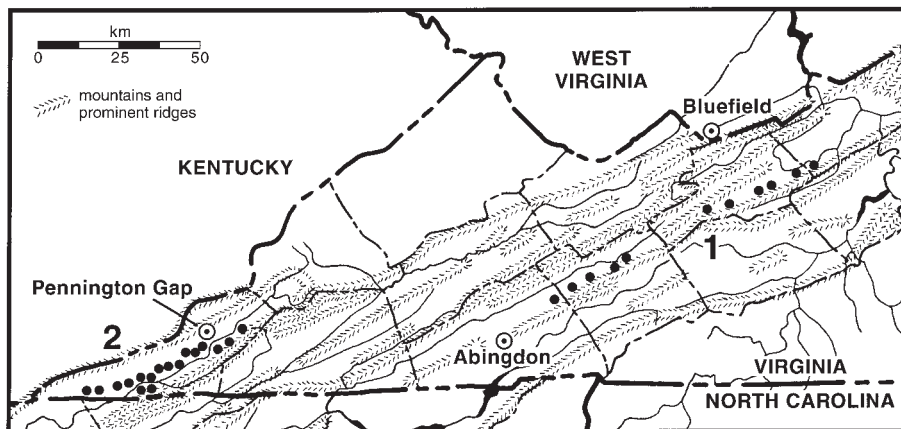 km
0 25 50
mountains and
prominent ridges
WEST
VIRGINIA
Bluefield
KENTUCKY
1
Pennington Gap
2
Abingdon
VIRGINIA
NORTH CAROLINA